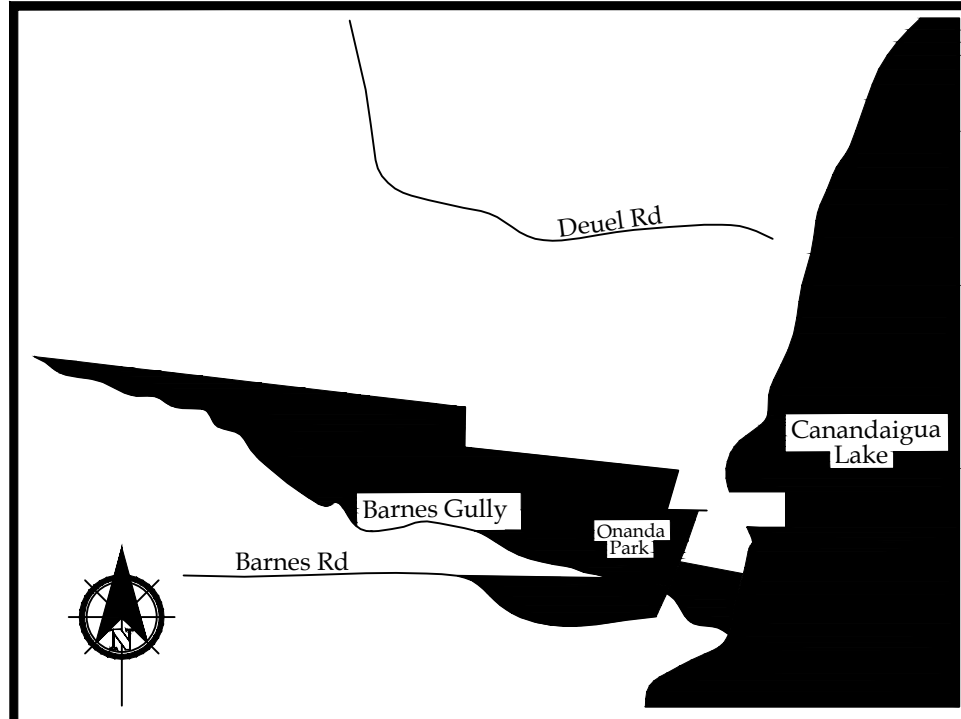 Deuel Rd
Canandaigua
Lake
Barnes Gully
Onanda
Park
Barnes Rd
N